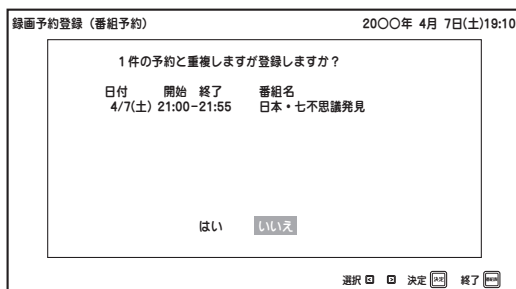 録画予約登録（番組予約） 20〇〇年 4月 7日(土)19:10
1件の予約と重複しますが登録しますか？
日付 開始 終了 番組名
4/7(土) 21:00-21:55 日本・七不思議発見
はい いいえ
選択 決定 決定 終了